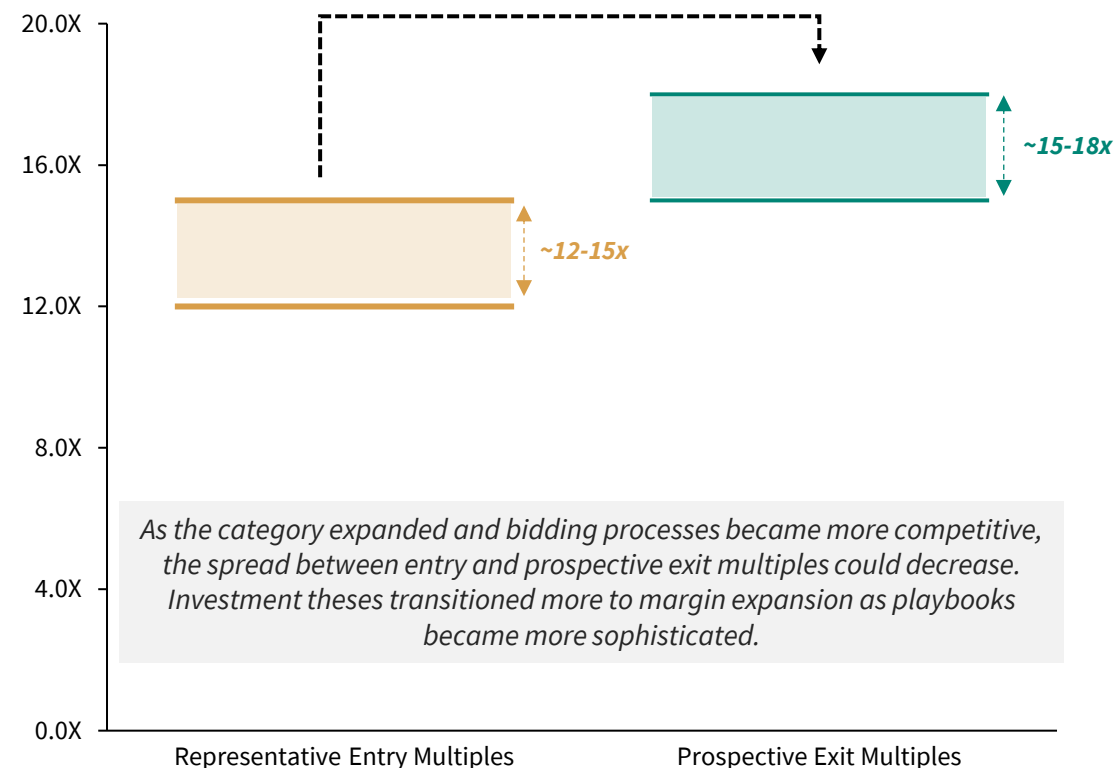 20.0X
16.0X
12.0X
8.0X
4.0X
0.0X
~12-15x
~15-18x
As the category expanded and bidding processes became more competitive,
the spread between entry and prospective exit multiples could decrease.
Investment theses transitioned more to margin expansion as playbooks
became more sophisticated.
Representative Entry Multiples
Prospective Exit Multiples